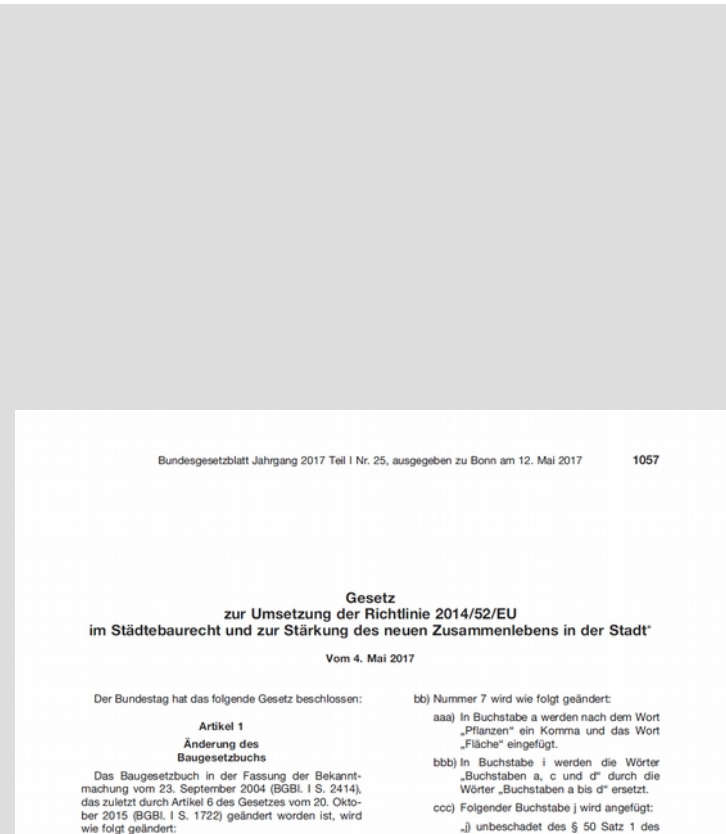 Bundesgesetzblatt Jahrgang 2017 Teil I Nr. 25, ausgegeben zu Bonn am 12. Mai 2017 1057
Gesetz
zur Umsetzung der Richtlinie 2014/52/EU
im Städtebaurecht und zur Stärkung des neuen Zusammenlebens in der Stadt*
Vom 4. Mai 2017
Der Bundestag hat das folgende Gesetz beschlossen:
Artikel 1
Änderung des
Baugesetzbuchs
Das Baugesetzbuch in der Fassung der Bekannt-
machung vom 23. September 2004 (BGBl. I S. 2414),
das zuletzt durch Artikel 6 des Gesetzes vom 20. Okto-
ber 2015 (BGBl. I S. 1722) geändert worden ist, wird
wie folgt geändert:
bb) Nummer 7 wird wie folgt geändert:
aaa) In Buchstabe a werden nach dem Wort
„Pflanzen“ ein Komma und das Wort
„Fläche“ eingefügt.
bbb) In Buchstabe i werden die Wörter
„Buchstaben a, c und d“ durch die
Wörter „Buchstaben a bis d“ ersetzt.
ccc) Folgender Buchstabe j wird angefügt:
„j) unbeschadet des § 50 Satz 1 des